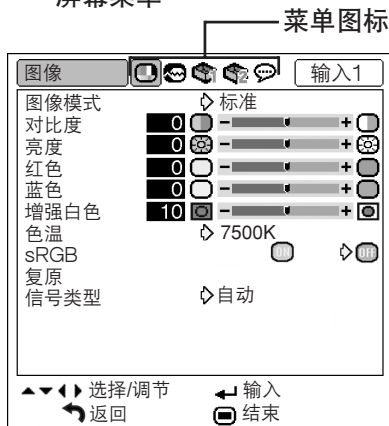 屏幕菜单
菜单图标
图像 输入1
图像模式 标准
对比度 0 - +
亮度 0 - +
红色 0 - +
蓝色 0 - +
增强白色 10 - +
色温 7500K
sRGB ON OFF
复原
信号类型 自动
选择/调节 输入
返回 结束